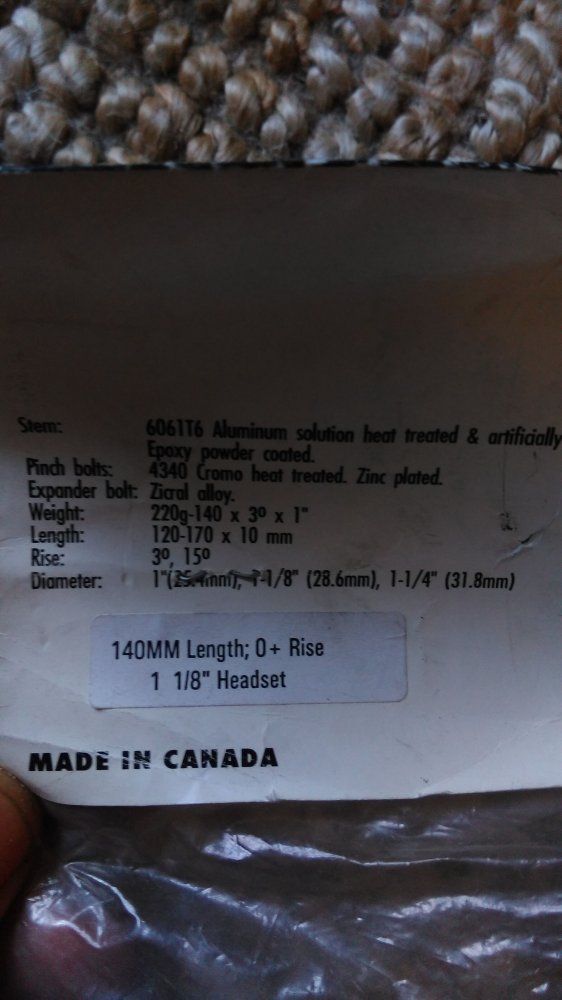 Stem: 6061T6 Aluminum solution heat treated & artificially
Epoxy powder coated.
Pinch bolts: 4340 Cromo heat treated. Zinc plated.
Expander bolt: Zicral alloy.
Weight: 220g-140 x 3º x 1"
Length: 120-170 x 10 mm
Rise: 3º, 15º
Diameter: 1"(25.4mm), 1-1/8" (28.6mm), 1-1/4" (31.8mm)
140MM Length; 0+ Rise
1 1/8" Headset
MADE IN CANADA